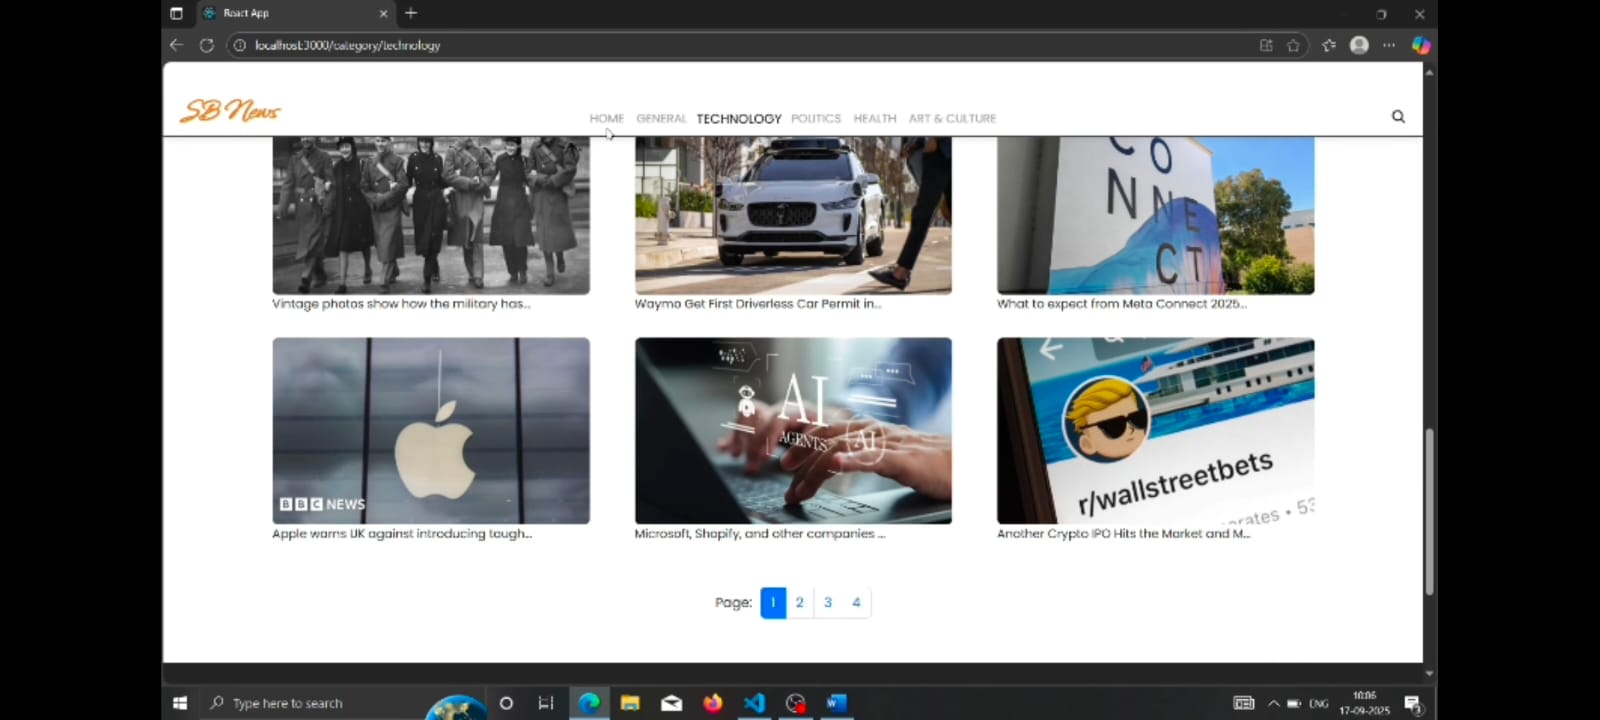 React App
localhost:3000/category/technology
SB News
HOME GENERAL TECHNOLOGY POLITICS HEALTH ART & CULTURE
CONNECT
Vintage photos show how the military has...
Waymo Get First Driverless Car Permit in...
What to expect from Meta Connect 2025...
BBC NEWS
AI
AGENTS
AI
r/wallstreetbets
Apple warns UK against introducing tough...
Microsoft, Shopify, and other companies ...
Another Crypto IPO Hits the Market and M...
Page: 1 2 3 4
Type here to search
ENG
10:06
17-09-2025